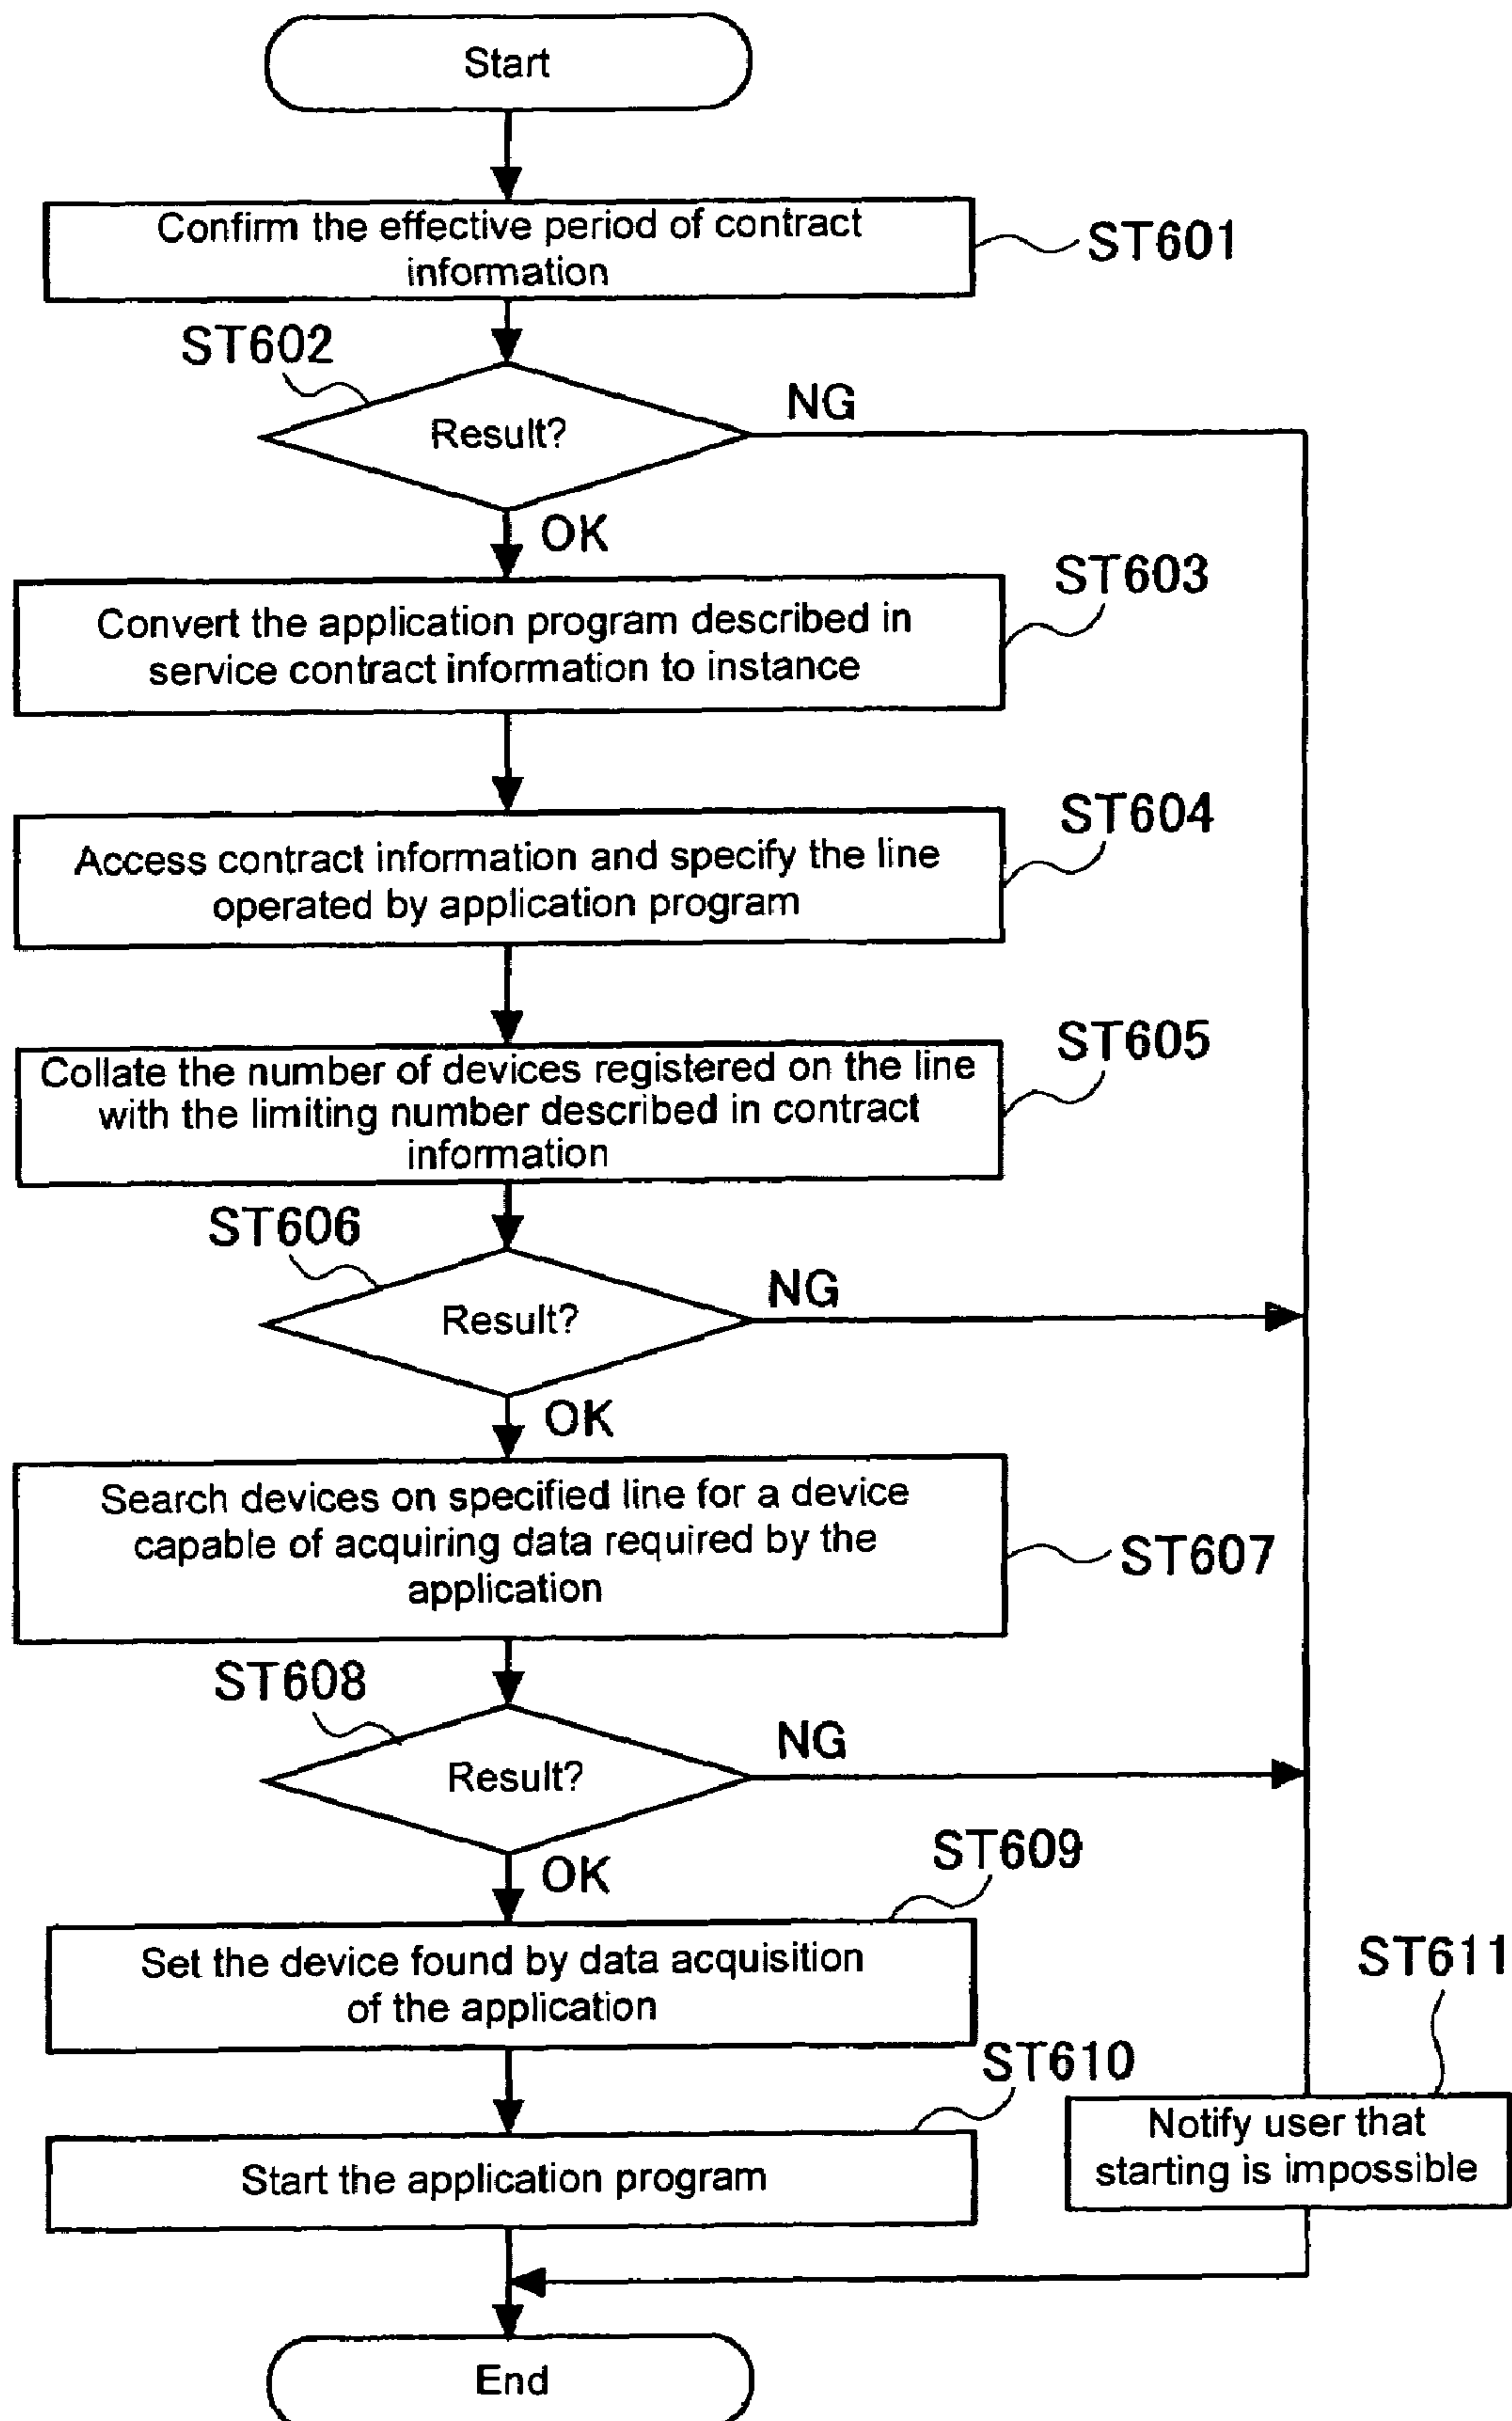 Start
Confirm the effective period of contract
information
ST601
ST602
Result?
NG
OK
ST603
Convert the application program described in
service contract information to instance
ST604
Access contract information and specify the line
operated by application program
ST605
Collate the number of devices registered on the line
with the limiting number described in contract
information
ST606
Result?
NG
OK
Search devices on specified line for a device
capable of acquiring data required by the
application
ST607
ST608
Result?
NG
OK
ST609
Set the device found by data acquisition
of the application
ST611
ST610
Start the application program
Notify user that
starting is impossible
End